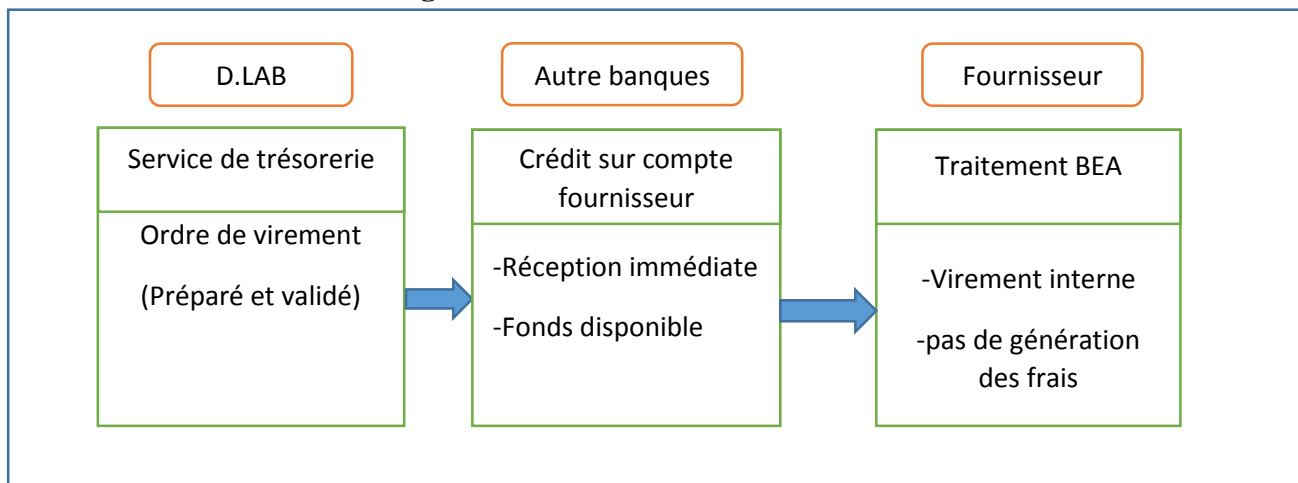 g
D.LAB
Autre banques
Fournisseur
Service de trésorerie
Ordre de virement
(Préparé et validé)
Crédit sur compte
fournisseur
-Réception immédiate
-Fonds disponible
Traitement BEA
-Virement interne
-pas de génération
des frais